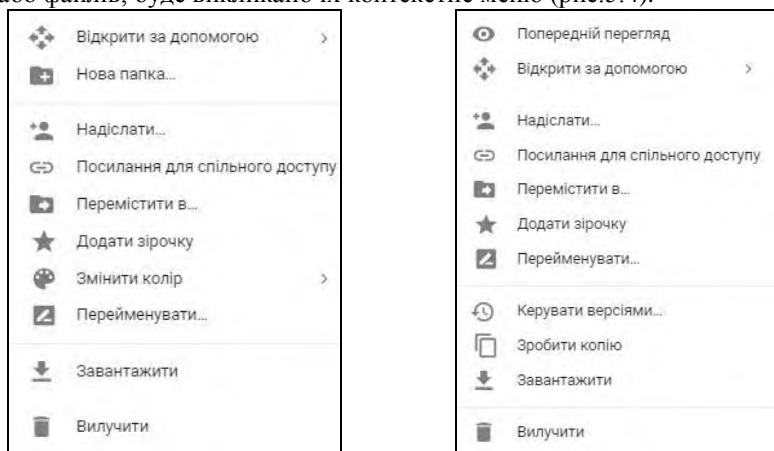 або файлів, буде викликано їх контекстне меню (рис.5.4).
Відкрити за допомогою
Нова папка...
Надіслати...
Посилання для спільного доступу
Перемістити в...
Додати зірочку
Змінити колір
Перейменувати...
Завантажити
Вилучити
Попередній перегляд
Відкрити за допомогою
Надіслати...
Посилання для спільного доступу
Перемістити в...
Додати зірочку
Перейменувати...
Керувати версіями...
Зробити копію
Завантажити
Вилучити